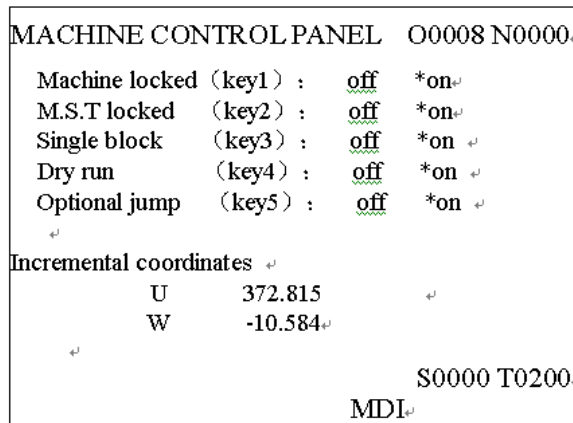 MACHINE CONTROL PANEL O0008 N0000
Machine locked (key1) : off *on
M.S.T locked (key2) : off *on
Single block (key3) : off *on
Dry run (key4) : off *on
Optional jump (key5) : off *on
Incremental coordinates
U 372.815
W -10.584
S0000 T0200
MDI